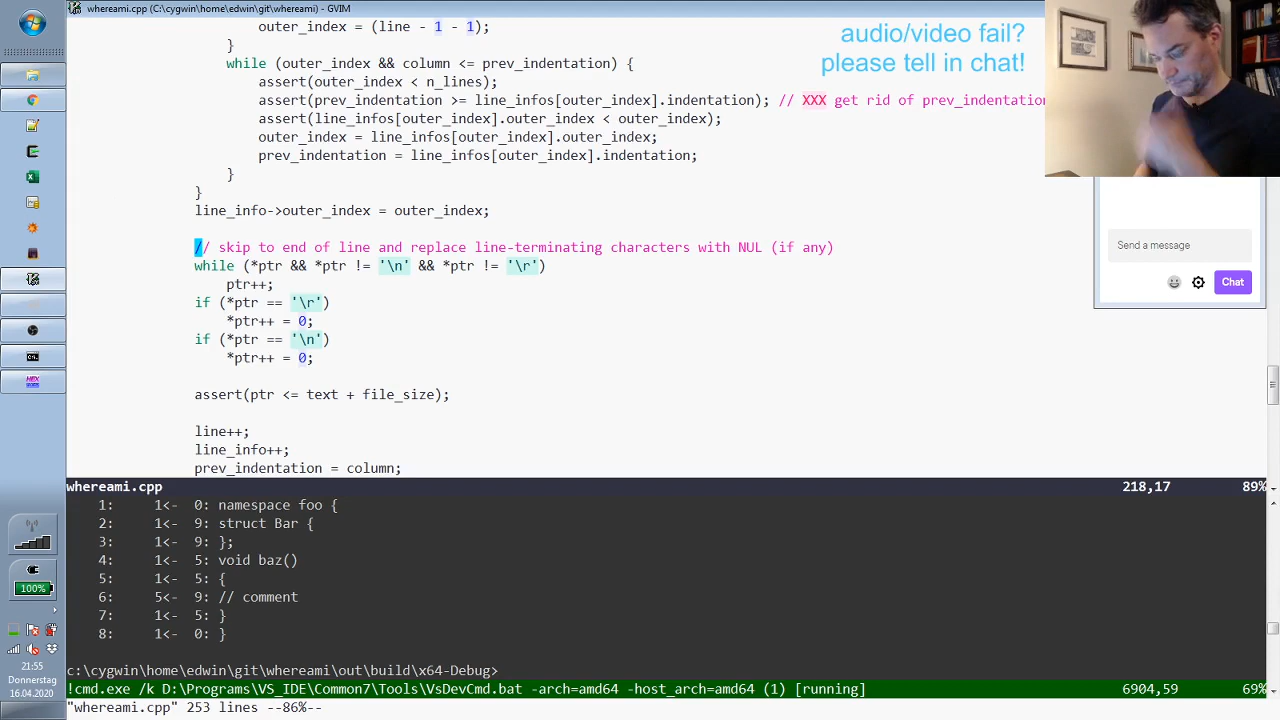 whereami.cpp (C:\cygwin\home\edwin\git\whereami) - GVIM
outer_index = (line - 1 - 1);
}
while (outer_index && column <= prev_indentation) {
assert(outer_index < n_lines);
assert(prev_indentation >= line_infos[outer_index].indentation); // XXX get rid of prev_indentation
assert(line_infos[outer_index].outer_index < outer_index);
outer_index = line_infos[outer_index].outer_index;
prev_indentation = line_infos[outer_index].indentation;
}
}
line_info->outer_index = outer_index;
// skip to end of line and replace line-terminating characters with NUL (if any)
while (*ptr && *ptr != '\n' && *ptr != '\r')
ptr++;
if (*ptr == '\r')
*ptr++ = 0;
if (*ptr == '\n')
*ptr++ = 0;
assert(ptr <= text + file_size);
line++;
line_info++;
prev_indentation = column;
whereami.cpp 218,17 89%
1: 1<- 0: namespace foo {
2: 1<- 9: struct Bar {
3: 1<- 9: };
4: 1<- 5: void baz()
5: 1<- 5: {
6: 5<- 9: // comment
7: 1<- 5: }
8: 1<- 0: }
c:\cygwin\home\edwin\git\whereami\out\build\x64-Debug>
!cmd.exe /k D:\Programs\VS_IDE\Common7\Tools\VsDevCmd.bat -arch=amd64 -host_arch=amd64 (1) [running] 6904,59 69%
"whereami.cpp" 253 lines --86%--
audio/video fail?
please tell in chat!
Send a message
Chat
HEX
100%
21:55
Donnerstag
16.04.2020